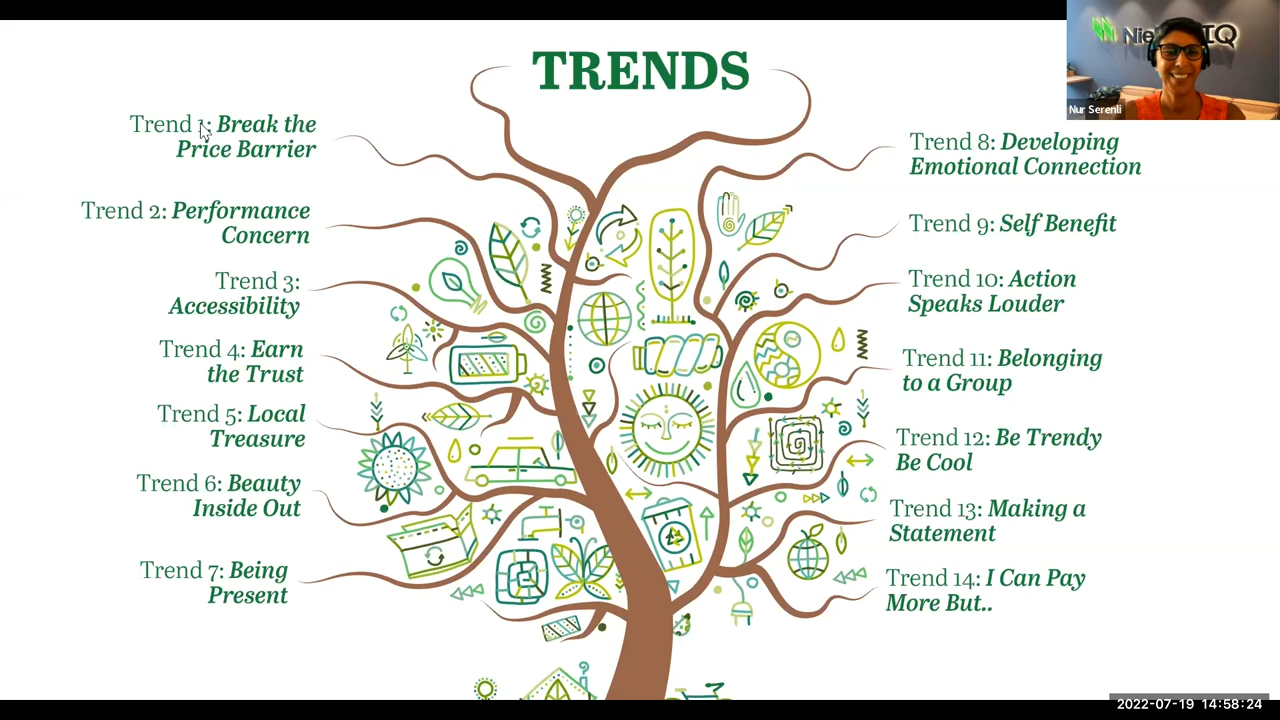 TRENDS
Trend 1: Break the
Price Barrier
Trend 2: Performance
Concern
Trend 3:
Accessibility
Trend 4: Earn
the Trust
Trend 5: Local
Treasure
Trend 6: Beauty
Inside Out
Trend 7: Being
Present
Trend 8: Developing
Emotional Connection
Trend 9: Self Benefit
Trend 10: Action
Speaks Louder
Trend 11: Belonging
to a Group
Trend 12: Be Trendy
Be Cool
Trend 13: Making a
Statement
Trend 14: I Can Pay
More But..
IQ
Nur Serenli
2022-07-19 14:58:24